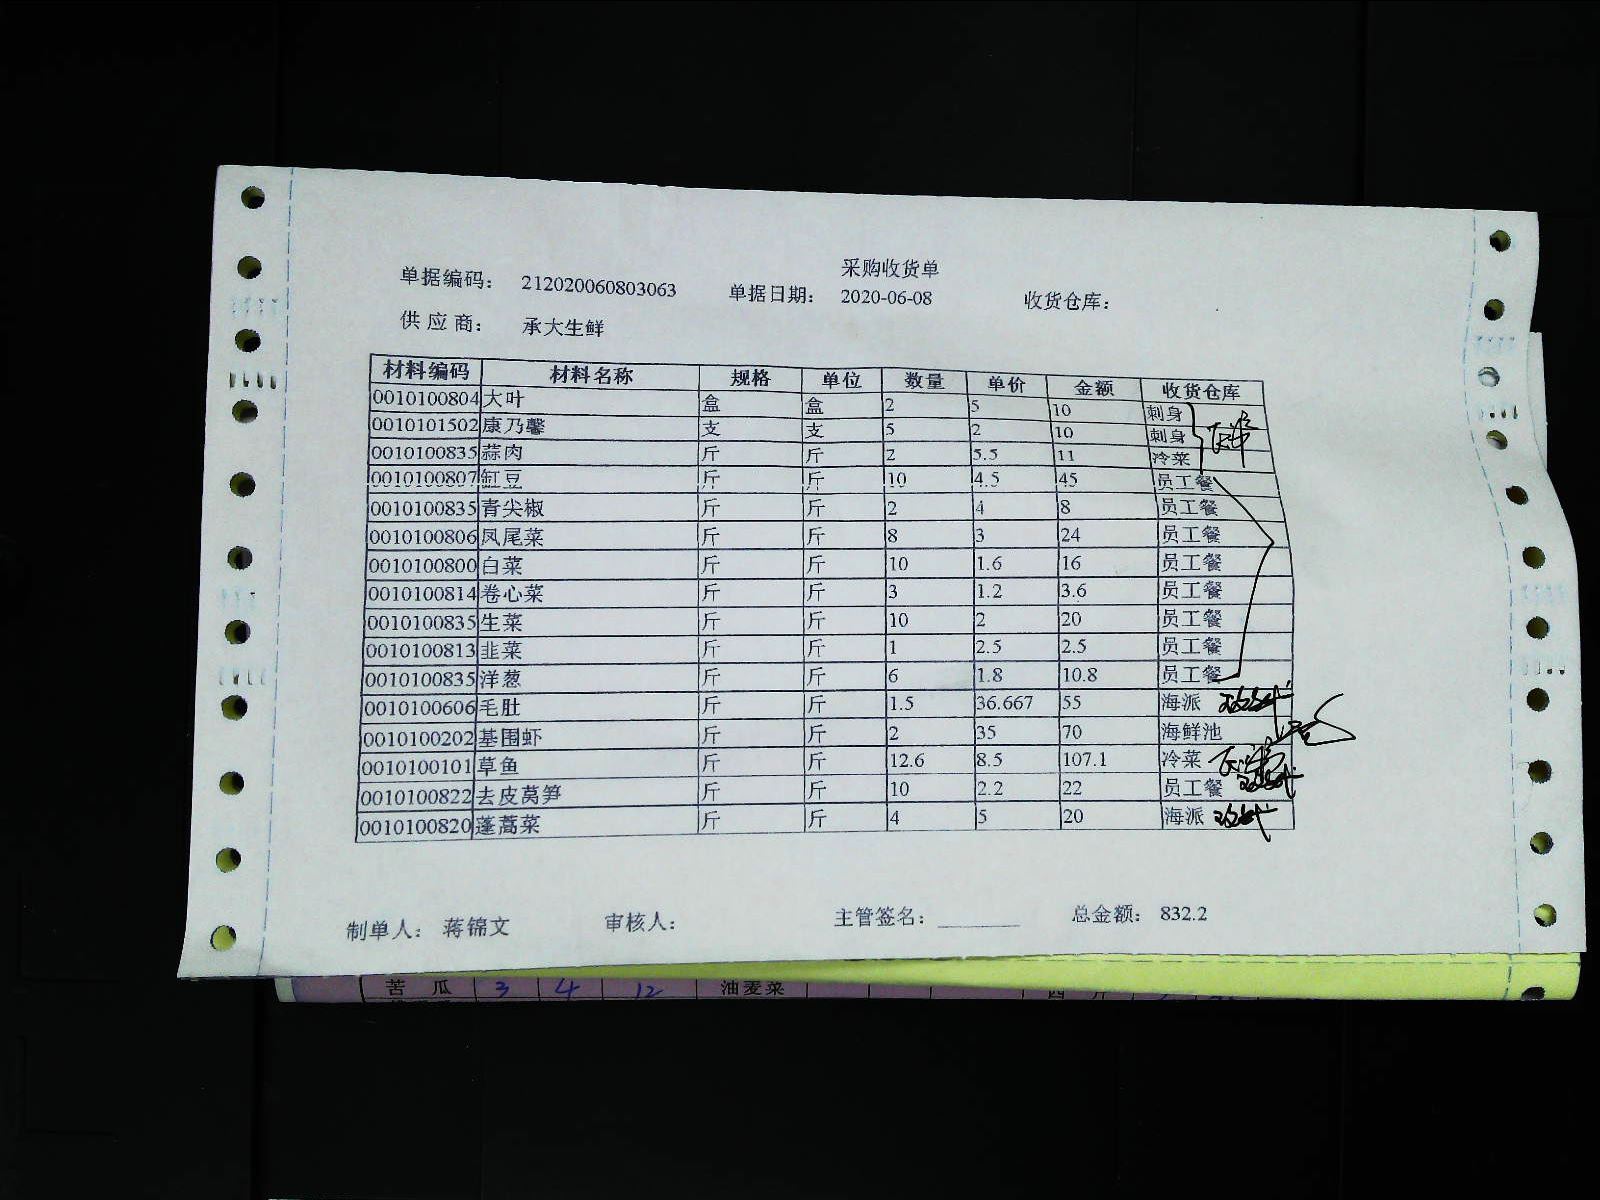 采购收货单
单据编码： 212020060803063 单据日期： 2020-06-08 收货仓库：
供应商： 承大生鲜
材料编码 材料名称 规格 单位 数量 单价 金额 收货仓库
0010100804 大叶 盒 盒 2 5 10 刺身
0010101502 康乃馨 支 支 5 2 10 刺身
0010100835 蒜肉 斤 斤 2 5.5 11 冷菜
0010100807 缸豆 斤 斤 10 4.5 45 员工餐
0010100835 青尖椒 斤 斤 2 4 8 员工餐
0010100806 凤尾菜 斤 斤 8 3 24 员工餐
0010100800 白菜 斤 斤 10 1.6 16 员工餐
0010100814 卷心菜 斤 斤 3 1.2 3.6 员工餐
0010100835 生菜 斤 斤 10 2 20 员工餐
0010100813 韭菜 斤 斤 1 2.5 2.5 员工餐
0010100835 洋葱 斤 斤 6 1.8 10.8 员工餐
0010100606 毛肚 斤 斤 1.5 36.667 55 海派
0010100202 基围虾 斤 斤 2 35 70 海鲜池
0010100101 草鱼 斤 斤 12.6 8.5 107.1 冷菜
0010100822 去皮莴笋 斤 斤 10 2.2 22 员工餐
0010100820 蓬蒿菜 斤 斤 4 5 20 海派
制单人： 蒋锦文 审核人： 主管签名： 总金额： 832.2
苦瓜 3 4 12 油麦菜